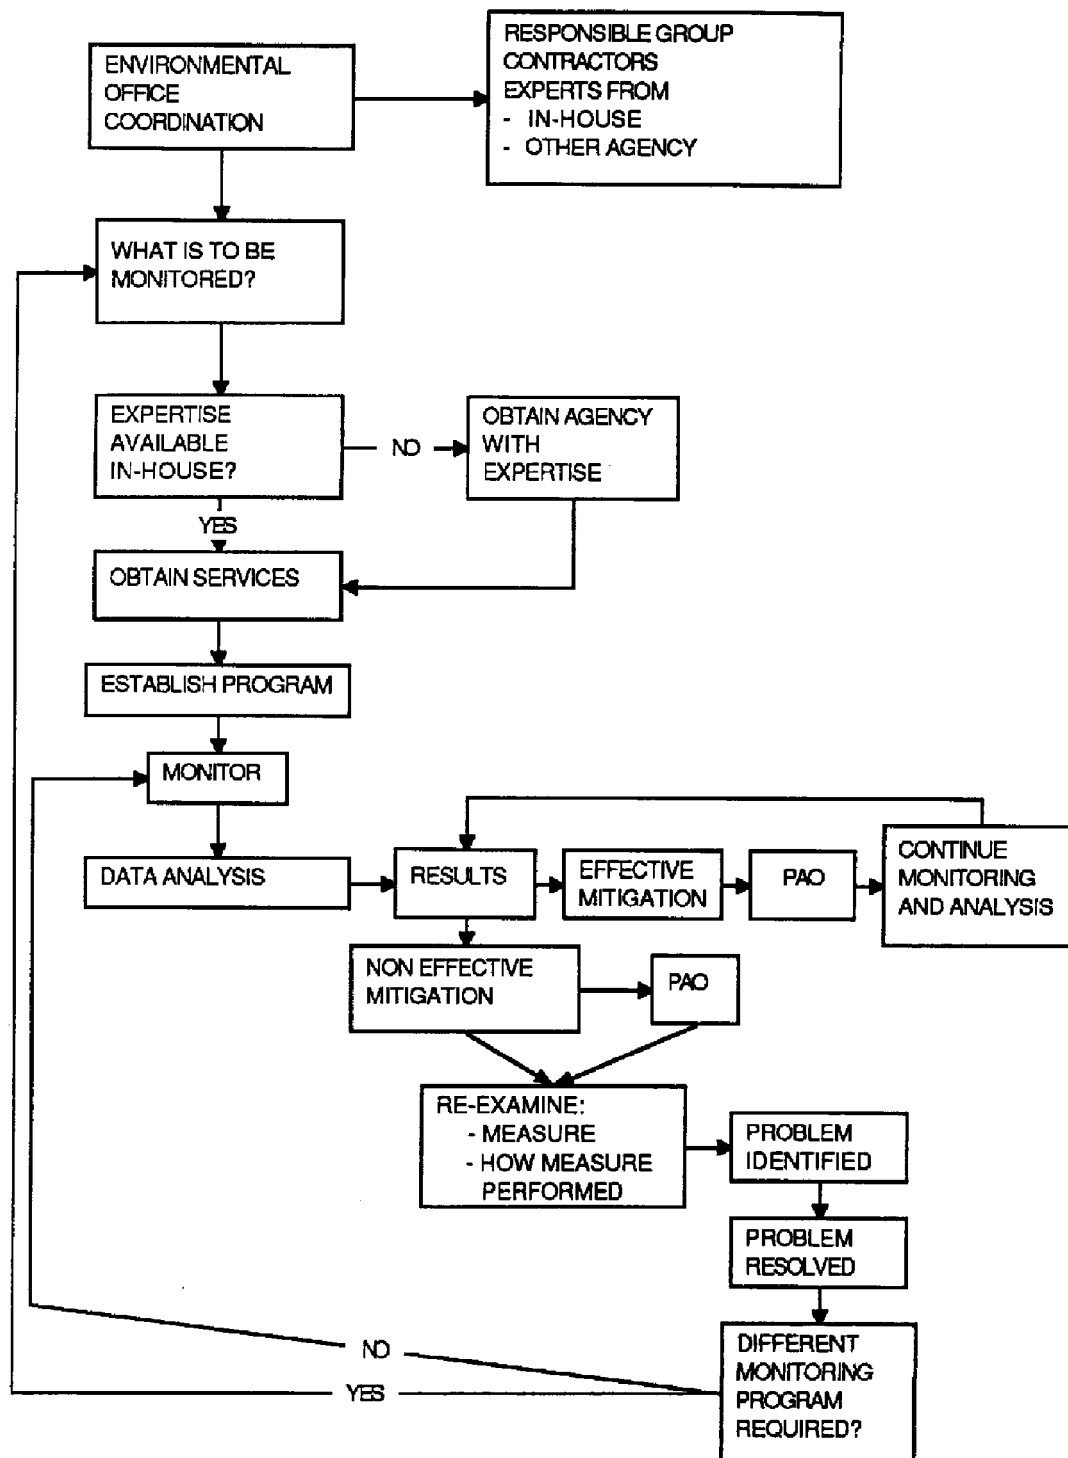 ENVIRONMENTAL
OFFICE
COORDINATION
RESPONSIBLE GROUP
CONTRACTORS
EXPERTS FROM
- IN-HOUSE
- OTHER AGENCY
WHAT IS TO BE
MONITORED?
EXPERTISE
AVAILABLE
IN-HOUSE?
NO
OBTAIN AGENCY
WITH
EXPERTISE
YES
OBTAIN SERVICES
ESTABLISH PROGRAM
MONITOR
DATA ANALYSIS
RESULTS
EFFECTIVE
MITIGATION
PAO
CONTINUE
MONITORING
AND ANALYSIS
NON EFFECTIVE
MITIGATION
PAO
RE-EXAMINE:
- MEASURE
- HOW MEASURE
PERFORMED
PROBLEM
IDENTIFIED
PROBLEM
RESOLVED
DIFFERENT
MONITORING
PROGRAM
REQUIRED?
NO
YES